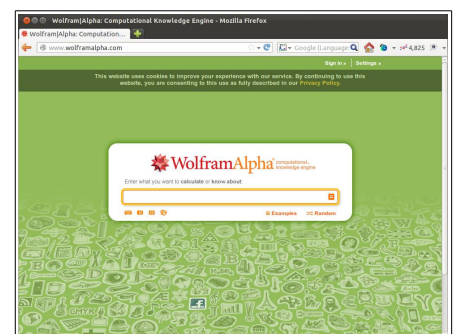 Wolfram|Alpha: Computational Knowledge Engine - Mozilla Firefox
Wolfram|Alpha: Computation...
www.wolframalpha.com
Google (Language
4,825
Sign in » Settings »
This website uses cookies to improve your experience with our service. By continuing to use this
website, you are consenting to this use as fully described in our Privacy Policy.
WolframAlpha computational..
knowledge engine
Enter what you want to calculate or know about:
Examples Random